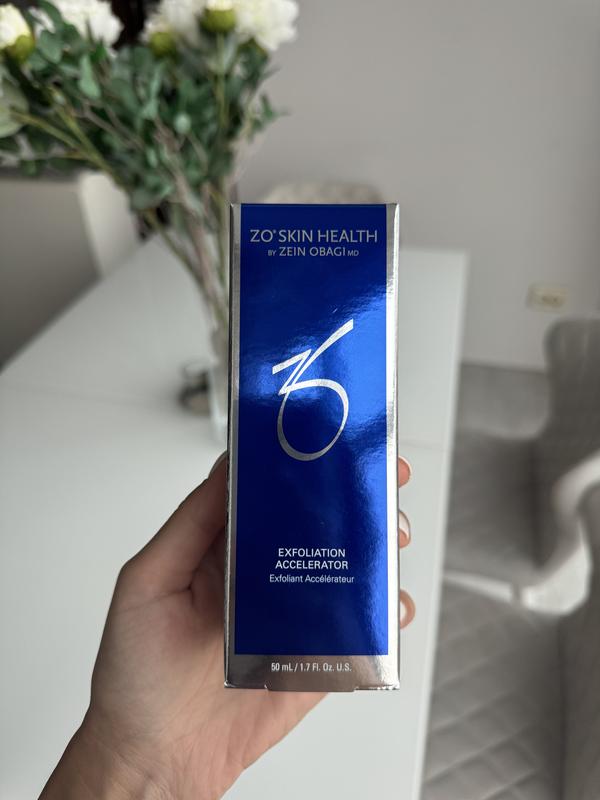 ZO® SKIN HEALTH
BY ZEIN OBAGI MD
EXFOLIATION
ACCELERATOR
Exfoliant Accélérateur
50 mL / 1.7 Fl. Oz. U.S.